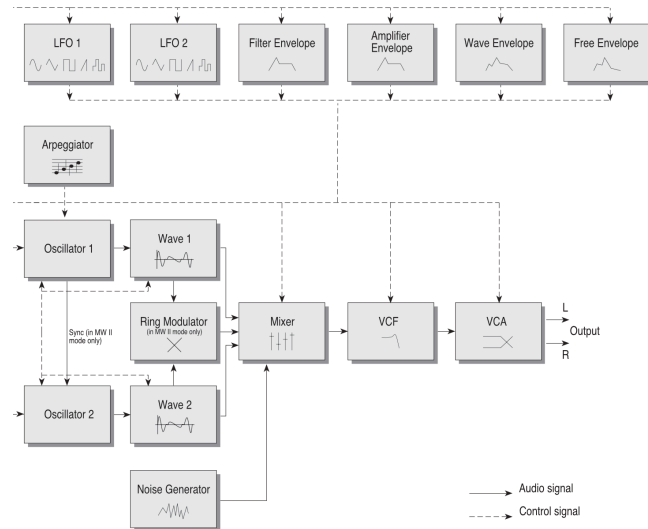 LFO 1
LFO 2
Filter Envelope
Amplifier
Envelope
Wave Envelope
Free Envelope
Arpeggiator
Oscillator 1
Wave 1
Sync (in MW II
mode only)
Ring Modulator
(in MW II mode only)
Mixer
VCF
VCA
L
Output
R
Oscillator 2
Wave 2
Noise Generator
Audio signal
Control signal